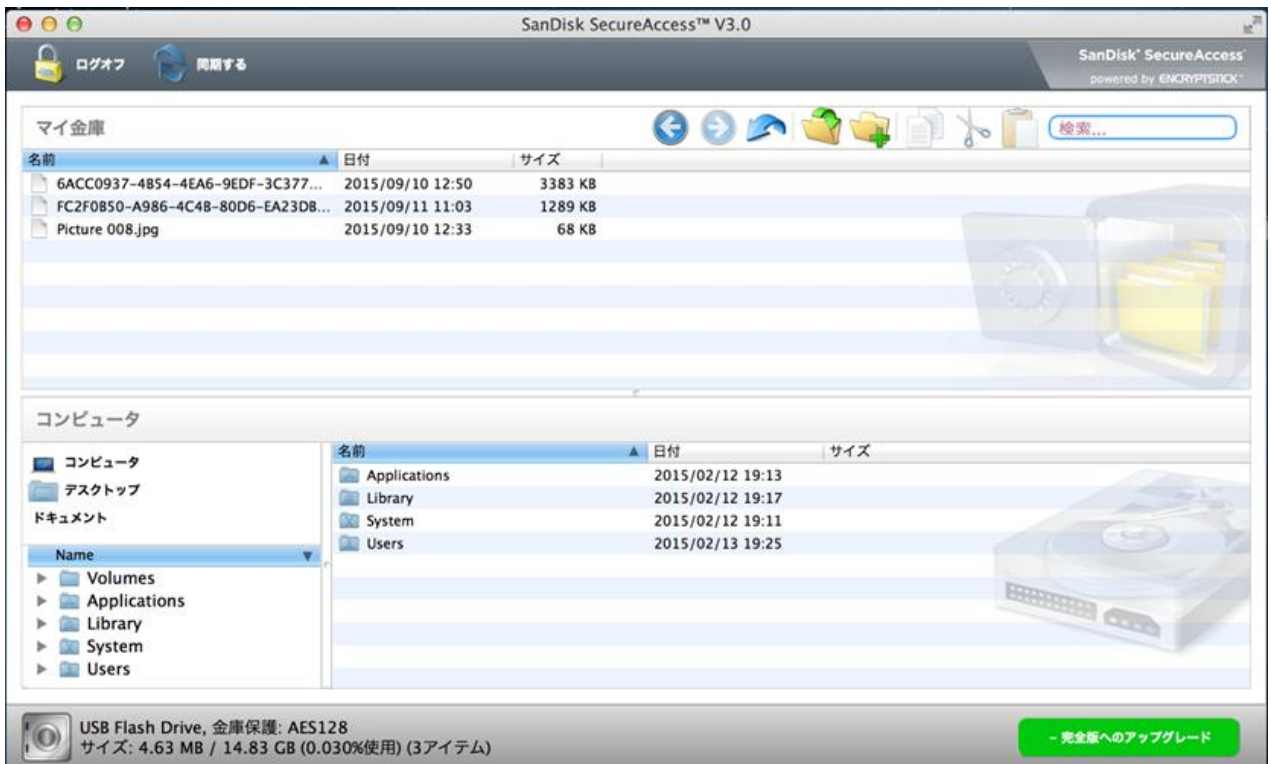 SanDisk SecureAccess™ V3.0
ログオフ 同期する
SanDisk® SecureAccess™
powered by ENCRYPTSTICK™
マイ金庫 検索...
名前 日付 サイズ
6ACC0937-4B54-4EA6-9EDF-3C377... 2015/09/10 12:50 3383 KB
FC2F0B50-A986-4C4B-80D6-EA23DB... 2015/09/11 11:03 1289 KB
Picture 008.jpg 2015/09/10 12:33 68 KB
コンピュータ
コンピュータ
デスクトップ
ドキュメント
Name
Volumes
Applications
Library
System
Users
名前 日付 サイズ
Applications 2015/02/12 19:13
Library 2015/02/12 19:17
System 2015/02/12 19:11
Users 2015/02/13 19:25
USB Flash Drive, 金庫保護: AES128
サイズ: 4.63 MB / 14.83 GB (0.030%使用) (3アイテム)
- 完全版へのアップグレード